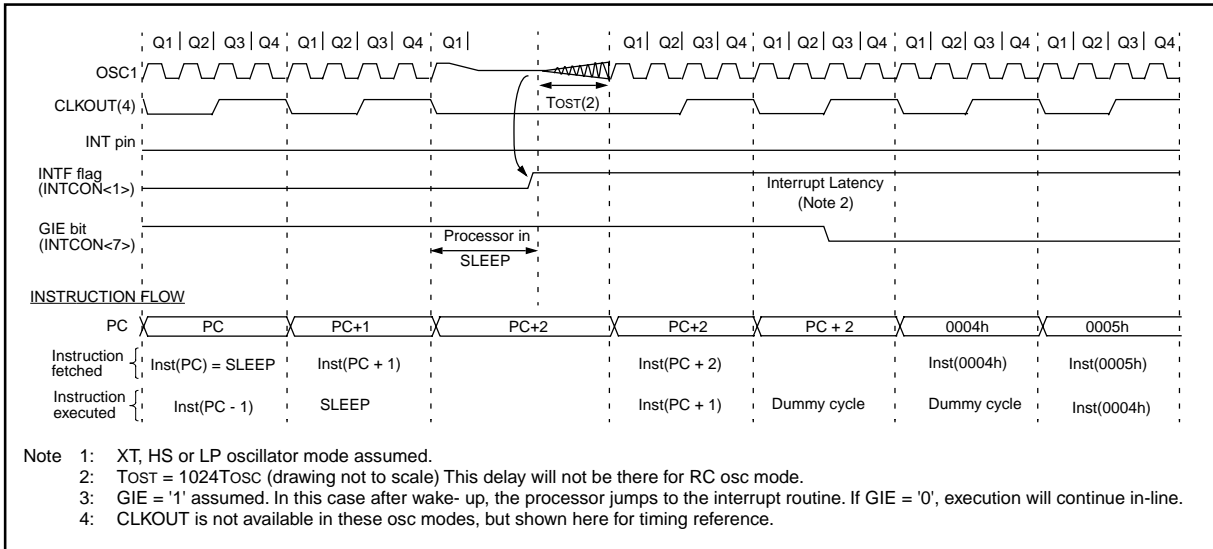 Q1 Q2 Q3 Q4 Q1 Q2 Q3 Q4 Q1 Q1 Q2 Q3 Q4 Q1 Q2 Q3 Q4 Q1 Q2 Q3 Q4 Q1 Q2 Q3 Q4
OSC1
CLKOUT(4)
TOST(2)
INT pin
INTF flag
(INTCON<1>)
Interrupt Latency
(Note 2)
GIE bit
(INTCON<7>)
Processor in
SLEEP
INSTRUCTION FLOW
PC PC PC+1 PC+2 PC+2 PC + 2 0004h 0005h
Instruction
fetched
Inst(PC) = SLEEP Inst(PC + 1) Inst(PC + 2) Inst(0004h) Inst(0005h)
Instruction
executed
Inst(PC - 1) SLEEP Inst(PC + 1) Dummy cycle Dummy cycle Inst(0004h)
Note 1: XT, HS or LP oscillator mode assumed.
2: TOST = 1024TOSC (drawing not to scale) This delay will not be there for RC osc mode.
3: GIE = '1' assumed. In this case after wake- up, the processor jumps to the interrupt routine. If GIE = '0', execution will continue in-line.
4: CLKOUT is not available in these osc modes, but shown here for timing reference.